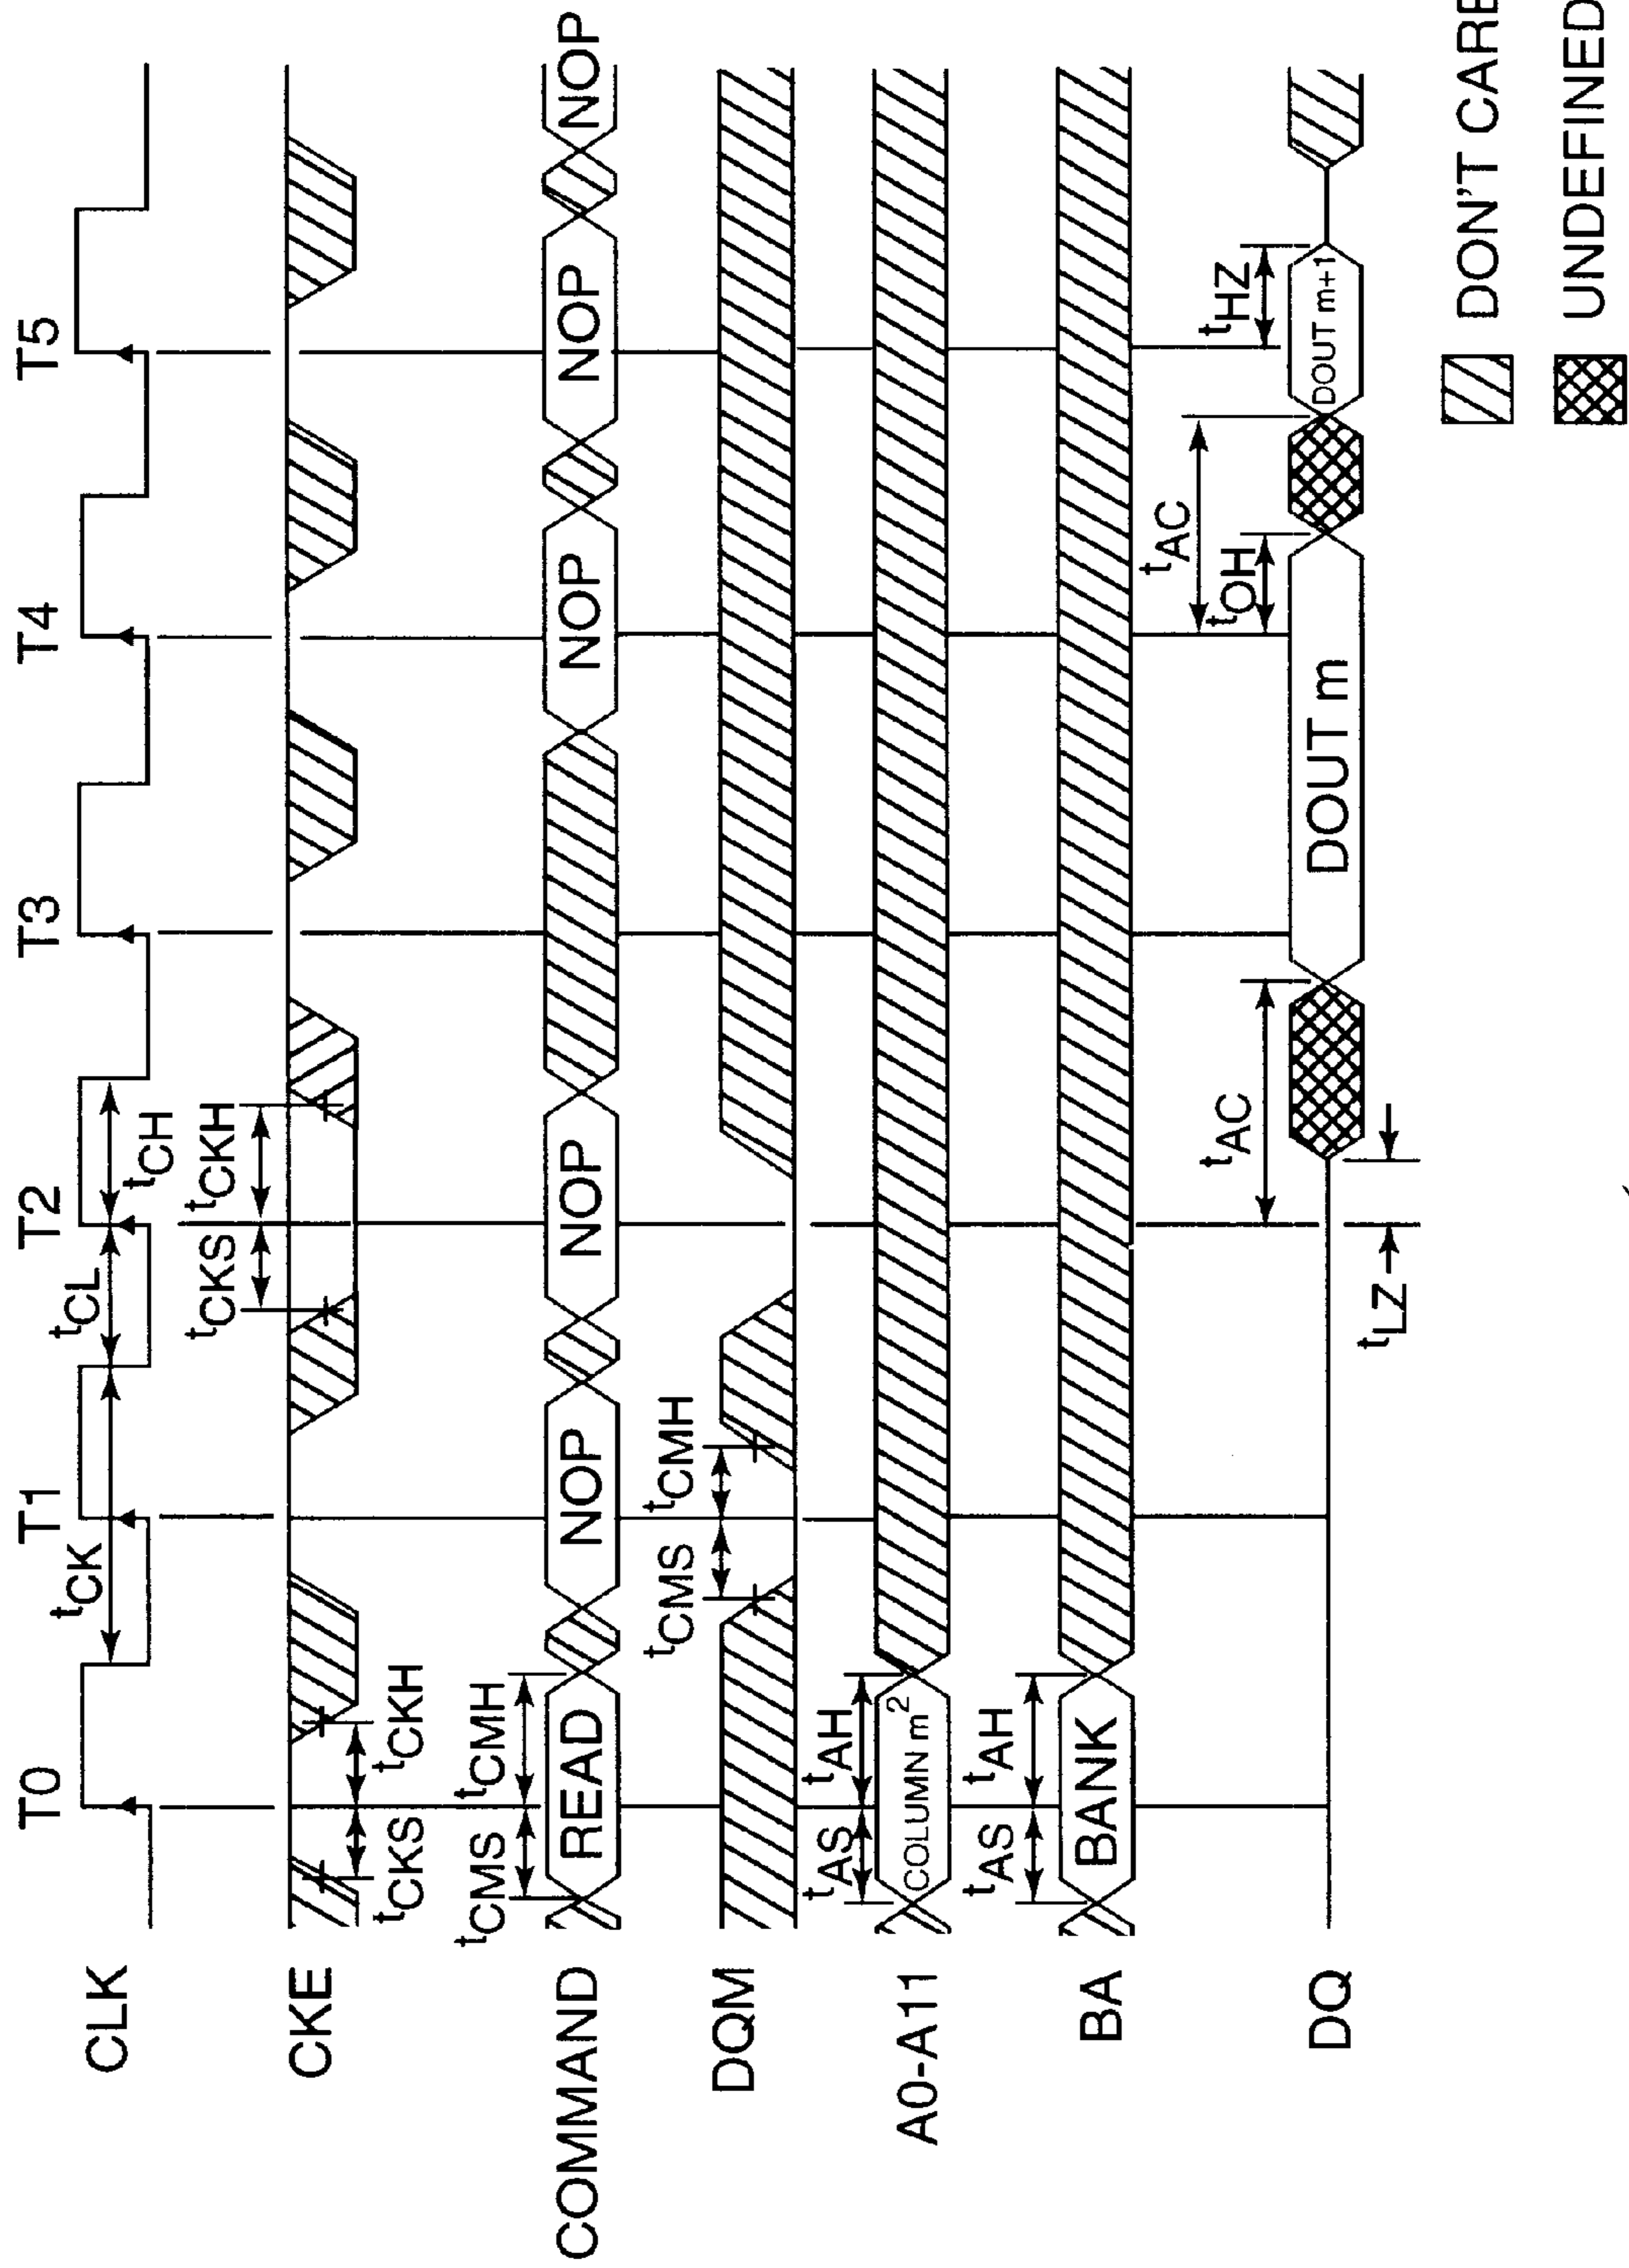 T0 T1 T2 T3 T4 T5
CLK
tCK tCL tCH
CKE
tCKS tCKH tCKS tCKH
tCMS tCMH
COMMAND READ NOP NOP NOP NOP NOP
tCMS tCMH
DQM
tAS tAH
A0-A11 COLUMN m2
tAS tAH
BA BANK
tAC tAC
tOH tHZ
DQ DOUT m DOUT m+1
tLZ
DON'T CARE
UNDEFINED